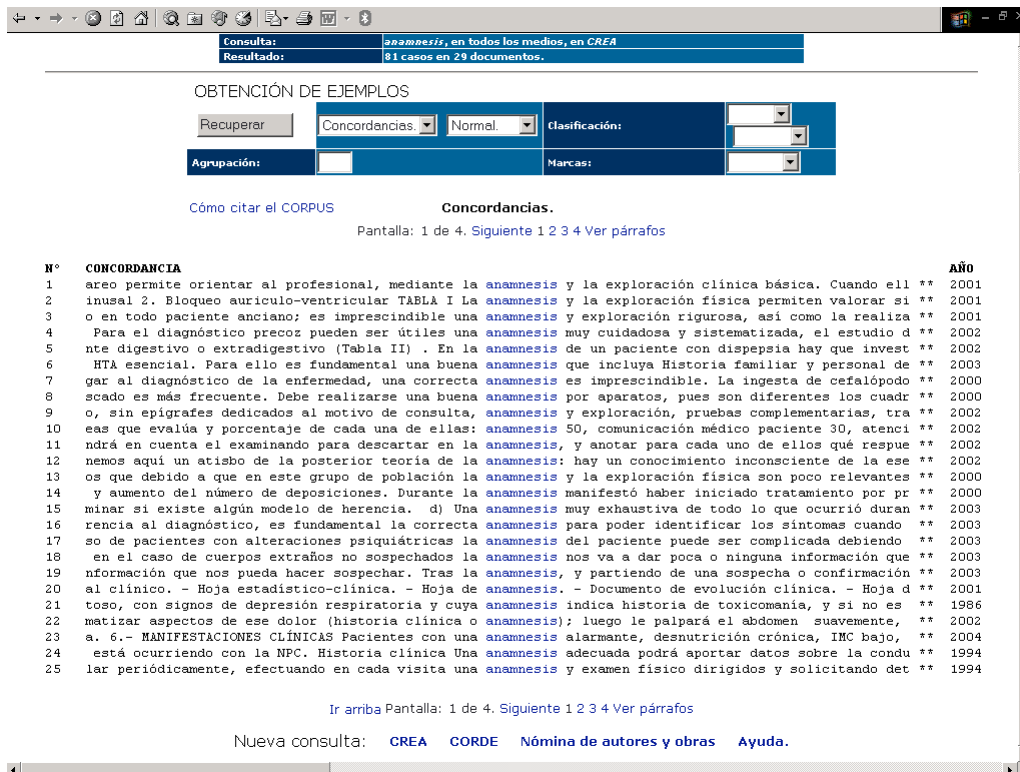 Consulta: anamnesis, en todos los medios, en CREA
Resultado: 81 casos en 29 documentos.
OBTENCIÓN DE EJEMPLOS
Recuperar Concordancias. Normal. Clasificación:
Agrupación: Marcas:
Cómo citar el CORPUS Concordancias.
Pantalla: 1 de 4. Siguiente 1 2 3 4 Ver párrafos
Nº CONCORDANCIA AÑO
1 areo permite orientar al profesional, mediante la anamnesis y la exploración clínica básica. Cuando ell ** 2001
2 inusal 2. Bloqueo auriculo-ventricular TABLA I La anamnesis y la exploración física permiten valorar si ** 2001
3 o en todo paciente anciano; es imprescindible una anamnesis y exploración rigurosa, así como la realiza ** 2001
4 Para el diagnóstico precoz pueden ser útiles una anamnesis muy cuidadosa y sistematizada, el estudio d ** 2002
5 nte digestivo o extradigestivo (Tabla II) . En la anamnesis de un paciente con dispepsia hay que invest ** 2002
6 HTA esencial. Para ello es fundamental una buena anamnesis que incluya Historia familiar y personal de ** 2003
7 gar al diagnóstico de la enfermedad, una correcta anamnesis es imprescindible. La ingesta de cefalópodo ** 2000
8 scado es más frecuente. Debe realizarse una buena anamnesis por aparatos, pues son diferentes los cuadr ** 2000
9 o, sin epígrafes dedicados al motivo de consulta, anamnesis y exploración, pruebas complementarias, tra ** 2002
10 eas que evalúa y porcentaje de cada una de ellas: anamnesis 50, comunicación médico paciente 30, atenci ** 2002
11 ndrá en cuenta el examinando para descartar en la anamnesis, y anotar para cada uno de ellos qué respue ** 2002
12 nemos aquí un atisbo de la posterior teoría de la anamnesis: hay un conocimiento inconsciente de la ese ** 2002
13 os que debido a que en este grupo de población la anamnesis y la exploración física son poco relevantes ** 2000
14 y aumento del número de deposiciones. Durante la anamnesis manifestó haber iniciado tratamiento por pr ** 2000
15 minar si existe algún modelo de herencia. d) Una anamnesis muy exhaustiva de todo lo que ocurrió duran ** 2003
16 rencia al diagnóstico, es fundamental la correcta anamnesis para poder identificar los síntomas cuando ** 2003
17 so de pacientes con alteraciones psiquiátricas la anamnesis del paciente puede ser complicada debiendo ** 2003
18 en el caso de cuerpos extraños no sospechados la anamnesis nos va a dar poca o ninguna información que ** 2003
19 nformación que nos pueda hacer sospechar. Tras la anamnesis, y partiendo de una sospecha o confirmación ** 2003
20 al clínico. - Hoja estadístico-clínica. - Hoja de anamnesis. - Documento de evolución clínica. - Hoja d ** 2001
21 toso, con signos de depresión respiratoria y cuya anamnesis indica historia de toxicomanía, y si no es ** 1986
22 matizar aspectos de ese dolor (historia clínica o anamnesis); luego le palpará el abdomen suavemente, ** 2002
23 a. 6.- MANIFESTACIONES CLÍNICAS Pacientes con una anamnesis alarmante, desnutrición crónica, IMC bajo, ** 2004
24 está ocurriendo con la NPC. Historia clínica Una anamnesis adecuada podrá aportar datos sobre la condu ** 1994
25 lar periódicamente, efectuando en cada visita una anamnesis y examen físico dirigidos y solicitando det ** 1994
Ir arriba Pantalla: 1 de 4. Siguiente 1 2 3 4 Ver párrafos
Nueva consulta: CREA CORDE Nómina de autores y obras Ayuda.